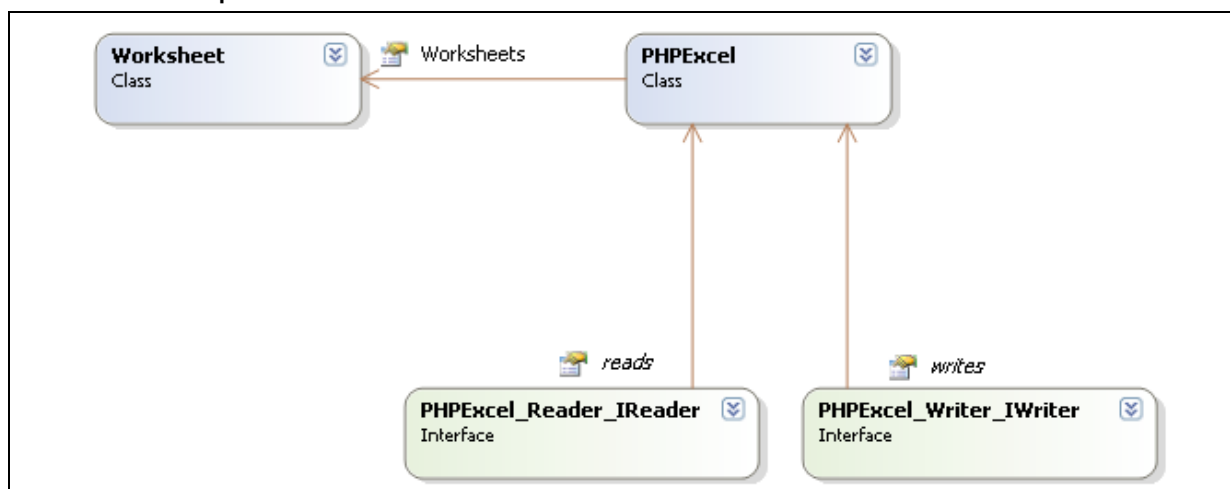 Worksheet
Class
Worksheets
PHPExcel
Class
reads
writes
PHPExcel_Reader_IReader
Interface
PHPExcel_Writer_IWriter
Interface